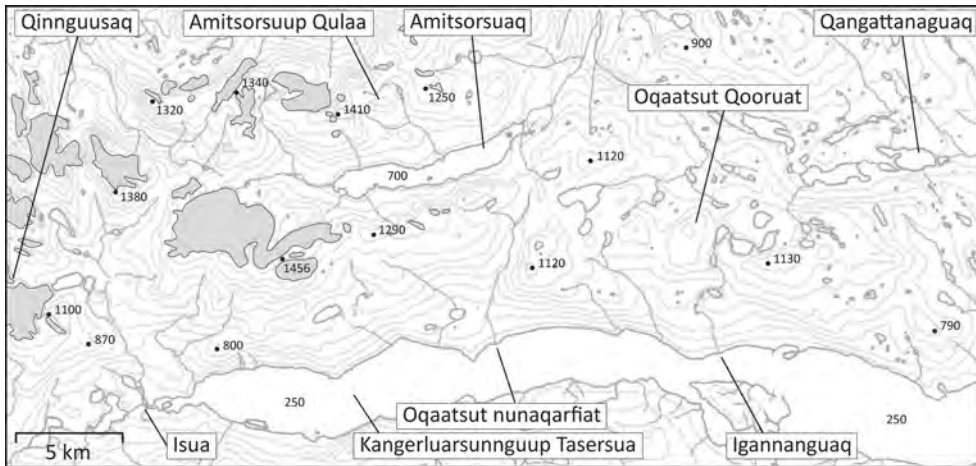 Qinngusaq
Amitsorsuup Qulaa
Amitsorsuaq
Qangattanaguaq
900
1340
1250
1320
1410
Oqaatsut Qooruat
1120
700
1380
1290
1456
1120
1130
1100
790
870
800
250
250
Oqaatsut nunaqarfiat
Isua
Kangerluarsunnguup Tasersua
Igannanguaq
5 km